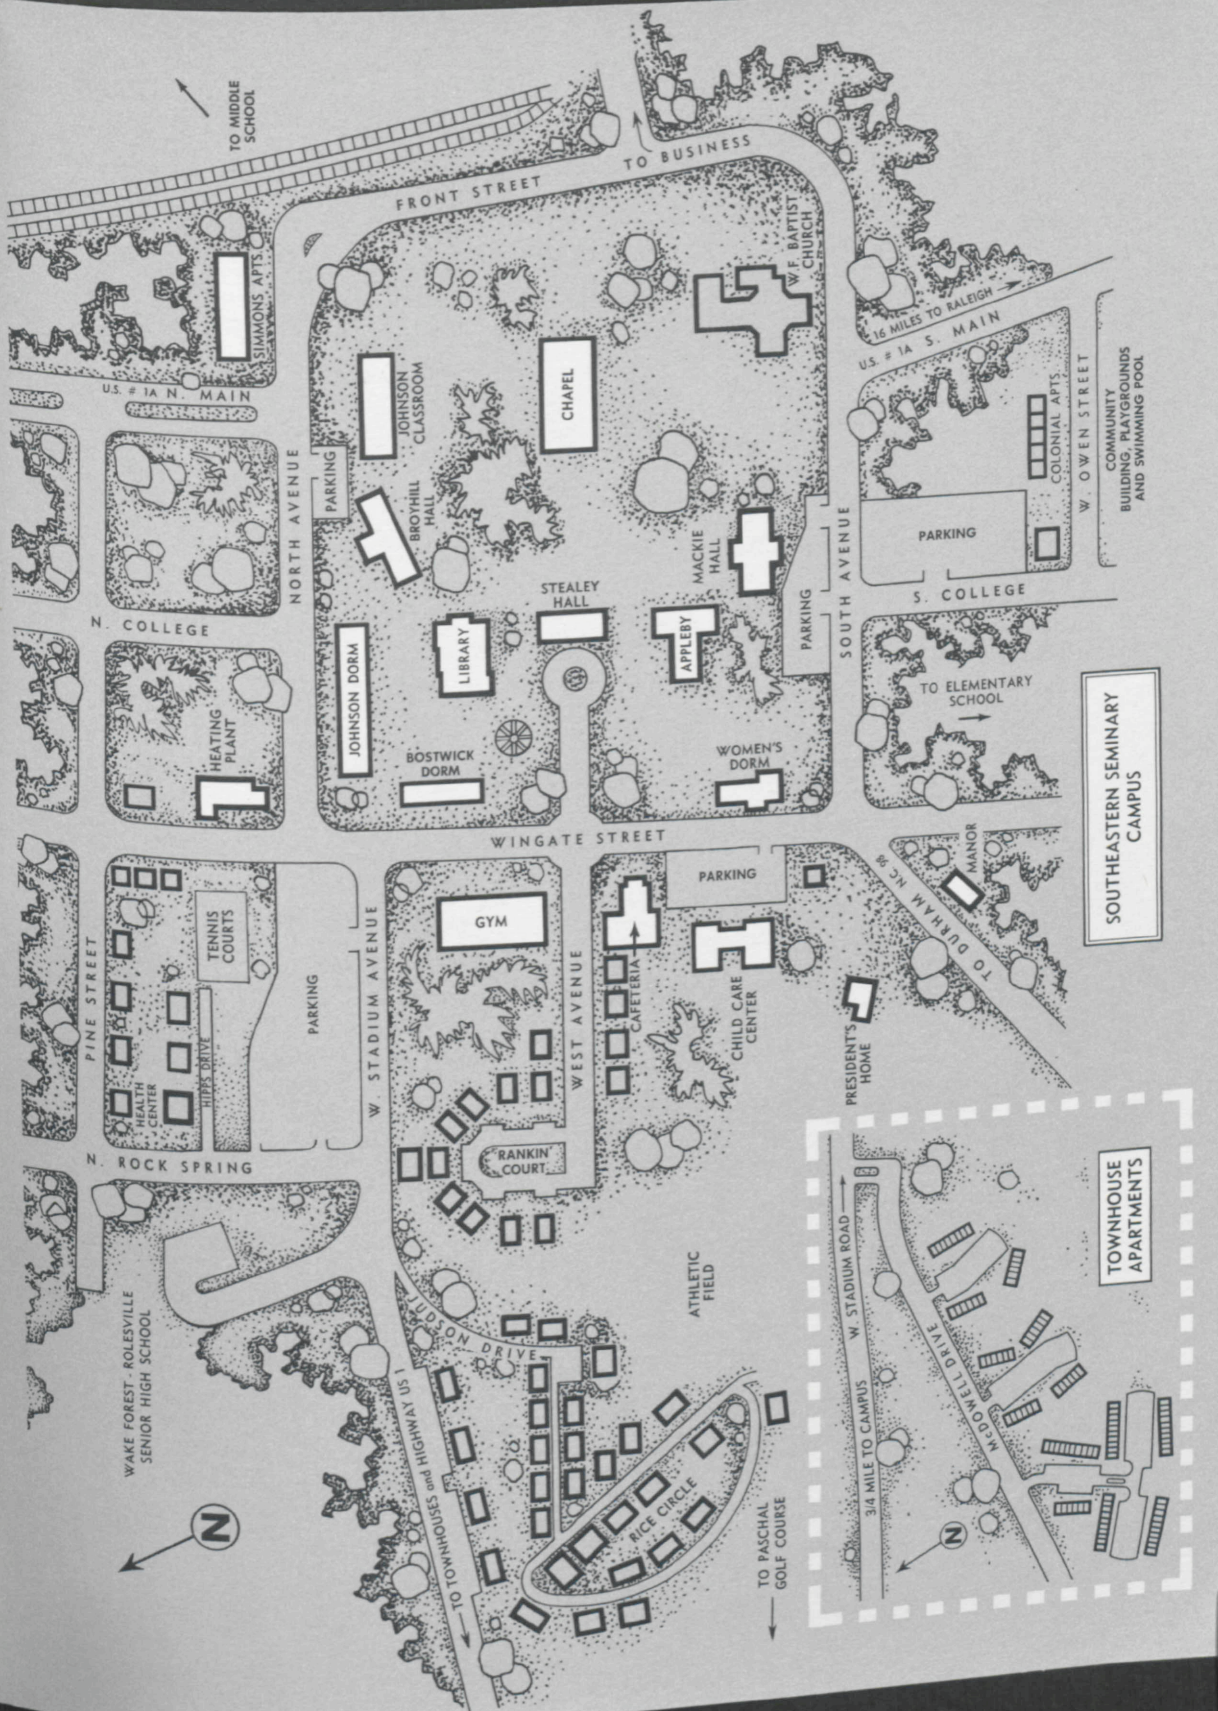 TO MIDDLE
SCHOOL
FRONT STREET
TO BUSINESS
SIMMONS APTS.
U.S. # 1A N. MAIN
JOHNSON
CLASSROOM
CHAPEL
W.F. BAPTIST
CHURCH
16 MILES TO RALEIGH
U.S. # 1A S. MAIN
NORTH AVENUE
PARKING
BROYHILL
HALL
MACKIE
HALL
SOUTH AVENUE
PARKING
COLONIAL APTS.
W OWEN STREET
COMMUNITY
BUILDING, PLAYGROUNDS
AND SWIMMING POOL
N. COLLEGE
STEALEY
HALL
PARKING
S. COLLEGE
HEATING
PLANT
JOHNSON DORM
LIBRARY
APPLEBY
BOSTWICK
DORM
WOMEN'S
DORM
TO ELEMENTARY
SCHOOL
WINGATE STREET
SOUTHEASTERN SEMINARY
CAMPUS
PINE STREET
TENNIS
COURTS
PARKING
W STADIUM AVENUE
GYM
WEST AVENUE
CAFETERIA
PARKING
MANOR
TO DURHAM NC 98
HEALTH
CENTER
HIPPS DRIVE
CHILD CARE
CENTER
PRESIDENT'S
HOME
N. ROCK SPRING
RANKIN
COURT
WAKE FOREST - ROLESVILLE
SENIOR HIGH SCHOOL
JUDSON DRIVE
ATHLETIC
FIELD
N
TO TOWNHOUSES and HIGHWAY US 1
RICE CIRCLE
TO PASCHAL
GOLF COURSE
TOWNHOUSE
APARTMENTS
3/4 MILE TO CAMPUS
W STADIUM ROAD
McDOWELL DRIVE
N